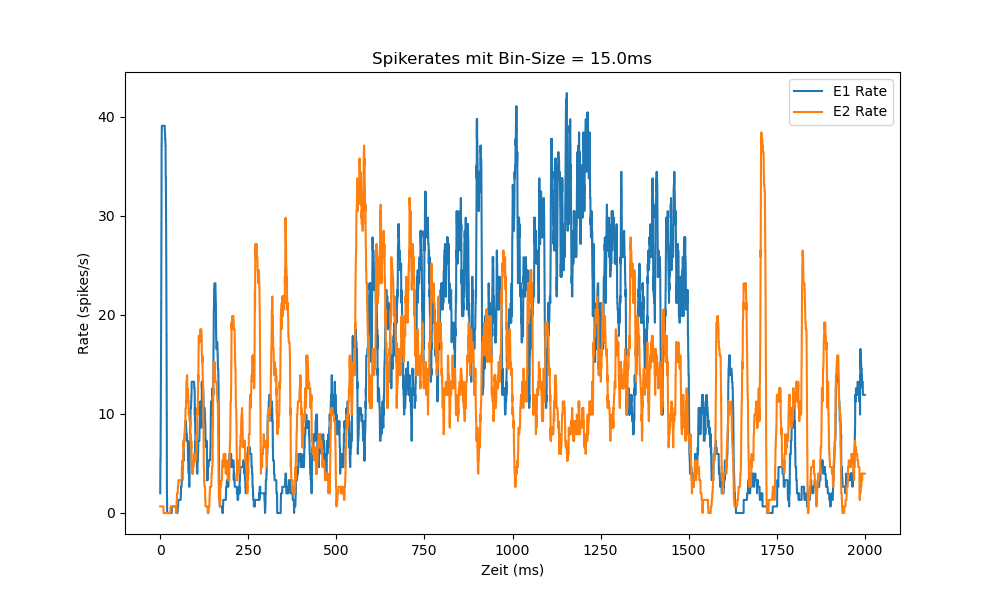 Spikerates mit Bin-Size = 15.0ms
E1 Rate
E2 Rate
Rate (spikes/s)
40
30
20
10
0
0 250 500 750 1000 1250 1500 1750 2000
Zeit (ms)